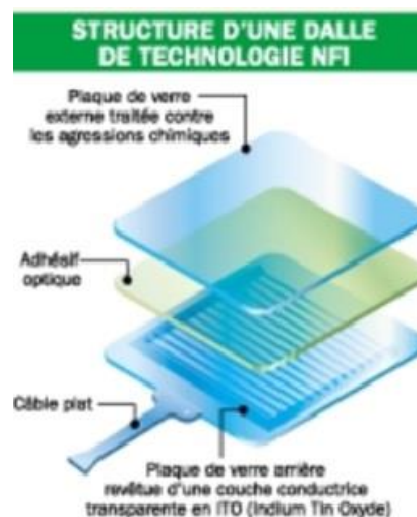 STRUCTURE D'UNE DALLE
DE TECHNOLOGIE NFI
Plaque de verre
externe traitée contre
les agressions chimiques
Adhésif
optique
Câble plat
Plaque de verre arrière
revêtue d'une couche conductrice
transparente en ITO (Indium Tin Oxyde)